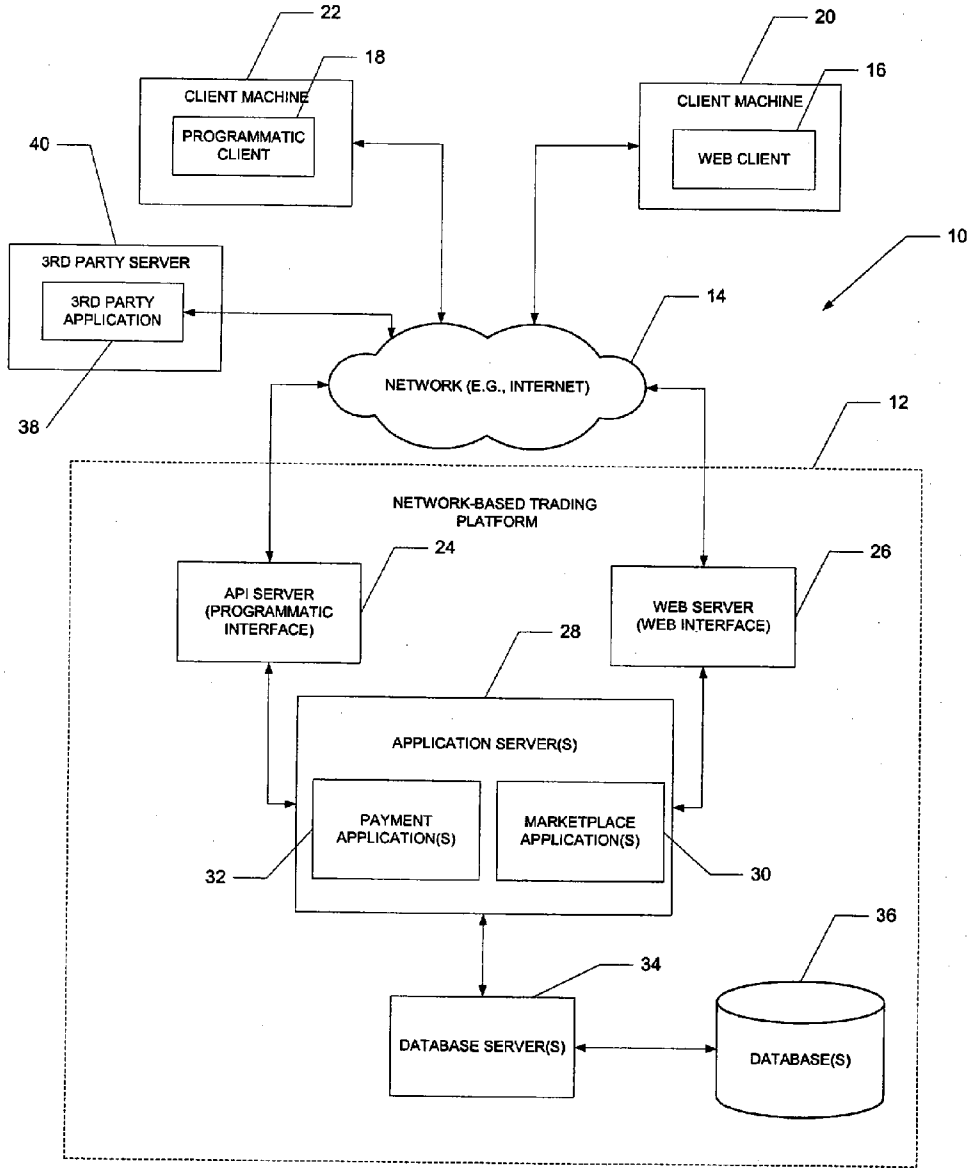 22
20
18
16
CLIENT MACHINE
PROGRAMMATIC
CLIENT
CLIENT MACHINE
WEB CLIENT
40
10
3RD PARTY SERVER
3RD PARTY
APPLICATION
14
NETWORK (E.G., INTERNET)
38
12
NETWORK-BASED TRADING
PLATFORM
24
26
API SERVER
(PROGRAMMATIC
INTERFACE)
WEB SERVER
(WEB INTERFACE)
28
APPLICATION SERVER(S)
PAYMENT
APPLICATION(S)
MARKETPLACE
APPLICATION(S)
32
30
36
34
DATABASE SERVER(S)
DATABASE(S)